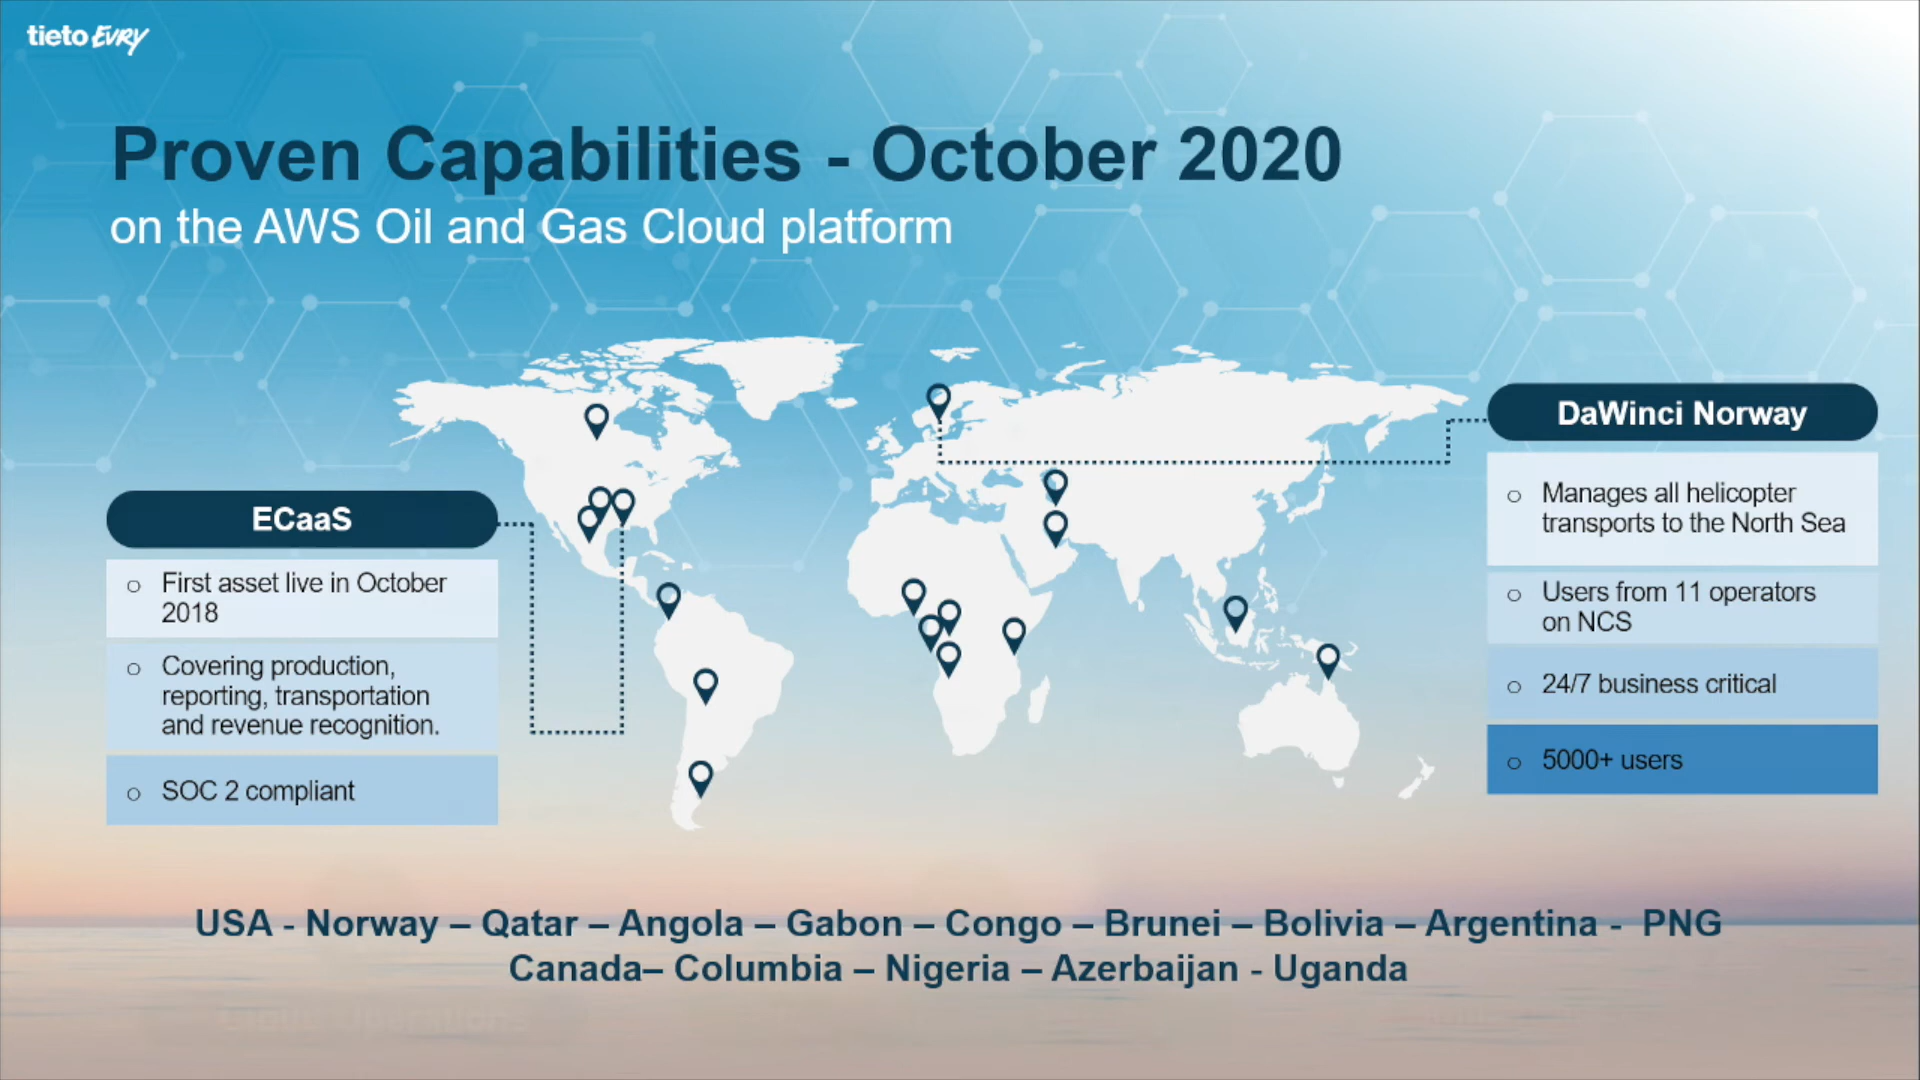 tieto EVRY
Proven Capabilities - October 2020
on the AWS Oil and Gas Cloud platform
ECaaS
○ First asset live in October
2018
○ Covering production,
reporting, transportation
and revenue recognition.
○ SOC 2 compliant
DaWinci Norway
○ Manages all helicopter
transports to the North Sea
○ Users from 11 operators
on NCS
○ 24/7 business critical
○ 5000+ users
USA - Norway – Qatar – Angola – Gabon – Congo – Brunei – Bolivia – Argentina - PNG
Canada– Columbia – Nigeria – Azerbaijan - Uganda